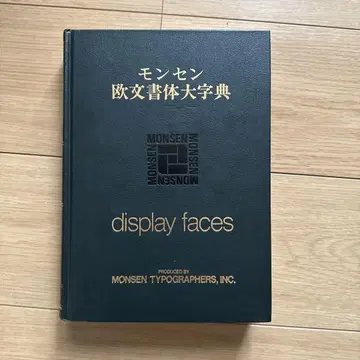 モンセン
欧文書体大字典
MONSEN
MONSEN
MONSEN
MONSEN
display faces
PRODUCED BY
MONSEN TYPOGRAPHERS, INC.